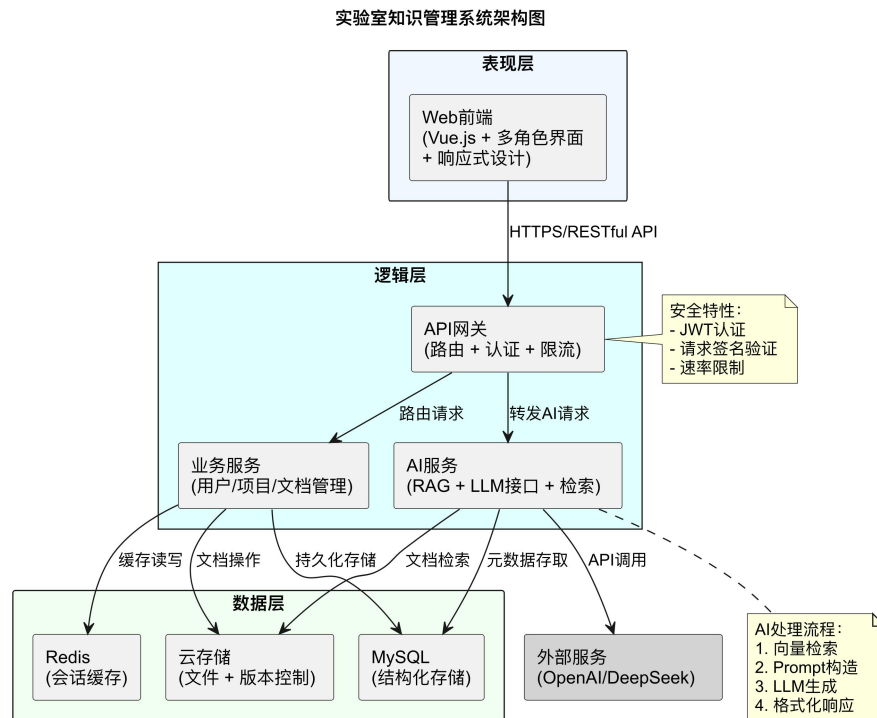 实验室知识管理系统架构图
表现层
Web前端
(Vue.js + 多角色界面
+ 响应式设计)
HTTPS/RESTful API
逻辑层
API网关
(路由 + 认证 + 限流)
安全特性：
- JWT认证
- 请求签名验证
- 速率限制
路由请求
转发AI请求
业务服务
(用户/项目/文档管理)
AI服务
(RAG + LLM接口 + 检索)
缓存读写
文档操作
持久化存储
文档检索
元数据存取
API调用
数据层
Redis
(会话缓存)
云存储
(文件 + 版本控制)
MySQL
(结构化存储)
外部服务
(OpenAI/DeepSeek)
AI处理流程：
1. 向量检索
2. Prompt构造
3. LLM生成
4. 格式化响应